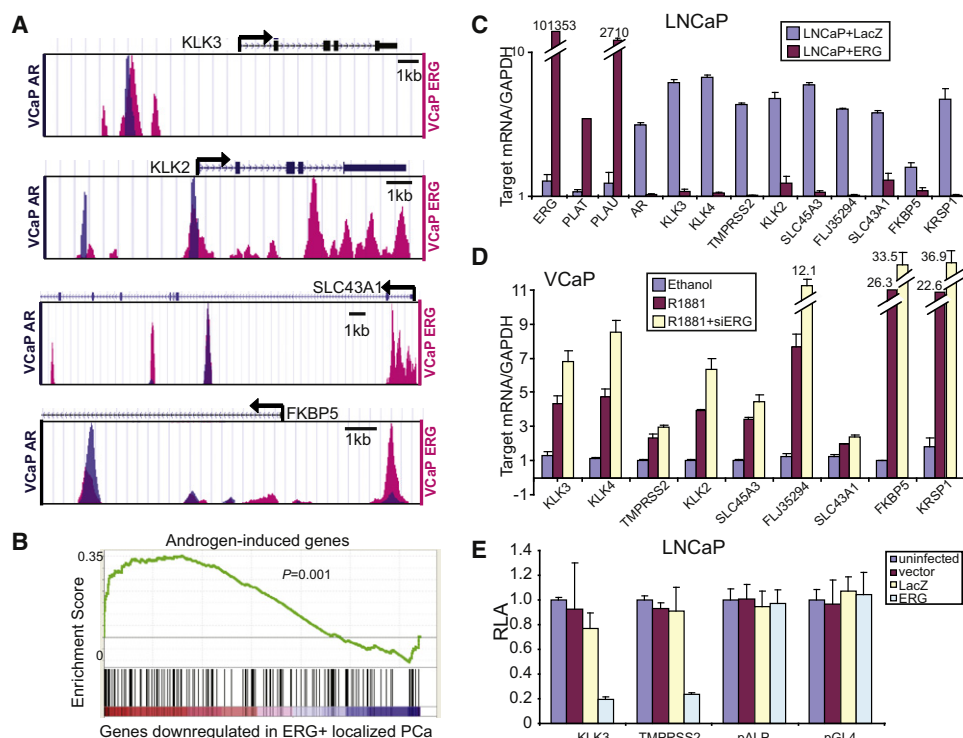 A
KLK3
1kb
VCaP AR
VCaP ERG
KLK2
1kb
VCaP AR
VCaP ERG
SLC43A1
1kb
VCaP AR
VCaP ERG
FKBP5
1kb
VCaP AR
VCaP ERG
B
Androgen-induced genes
0.35
P=0.001
0
Enrichment Score
Genes downregulated in ERG+ localized PCa
C
LNCaP
101353
2710
LNCaP+LacZ
LNCaP+ERG
Target mRNA/GAPDH
10
1
ERG
PLAT
PLAU
AR
KLK3
KLK4
TMPRSS2
KLK2
SLC45A3
FLJ35294
SLC43A1
FKBP5
KRSP1
D
VCaP
Ethanol
R1881
R1881+siERG
12.1
33.5
36.9
26.3
22.6
Target mRNA/GAPDH
11
9
7
5
3
1
-1
KLK3
KLK4
TMPRSS2
KLK2
SLC45A3
FLJ35294
SLC43A1
FKBP5
KRSP1
E
LNCaP
uninfected
vector
LacZ
ERG
RLA
1.4
1.2
1.0
0.8
0.6
0.4
0.2
0
KLK3
TMPRSS2
pGL4